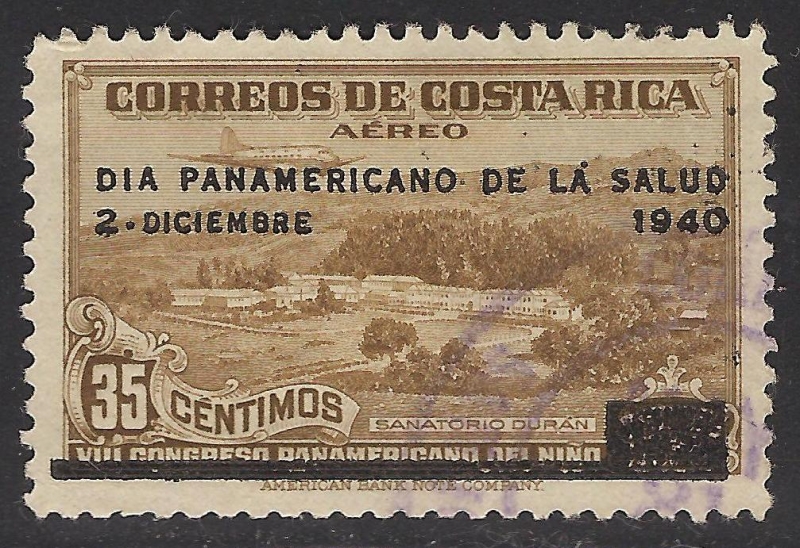 CORREOS DE COSTA RICA
AÉREO
DIA PANAMERICANO DE LA SALUD
2 • DICIEMBRE 1940
35 CÉNTIMOS
SANATORIO DURÁN
VIII CONGRESO PANAMERICANO DEL NIÑO
AMERICAN BANK NOTE COMPANY.